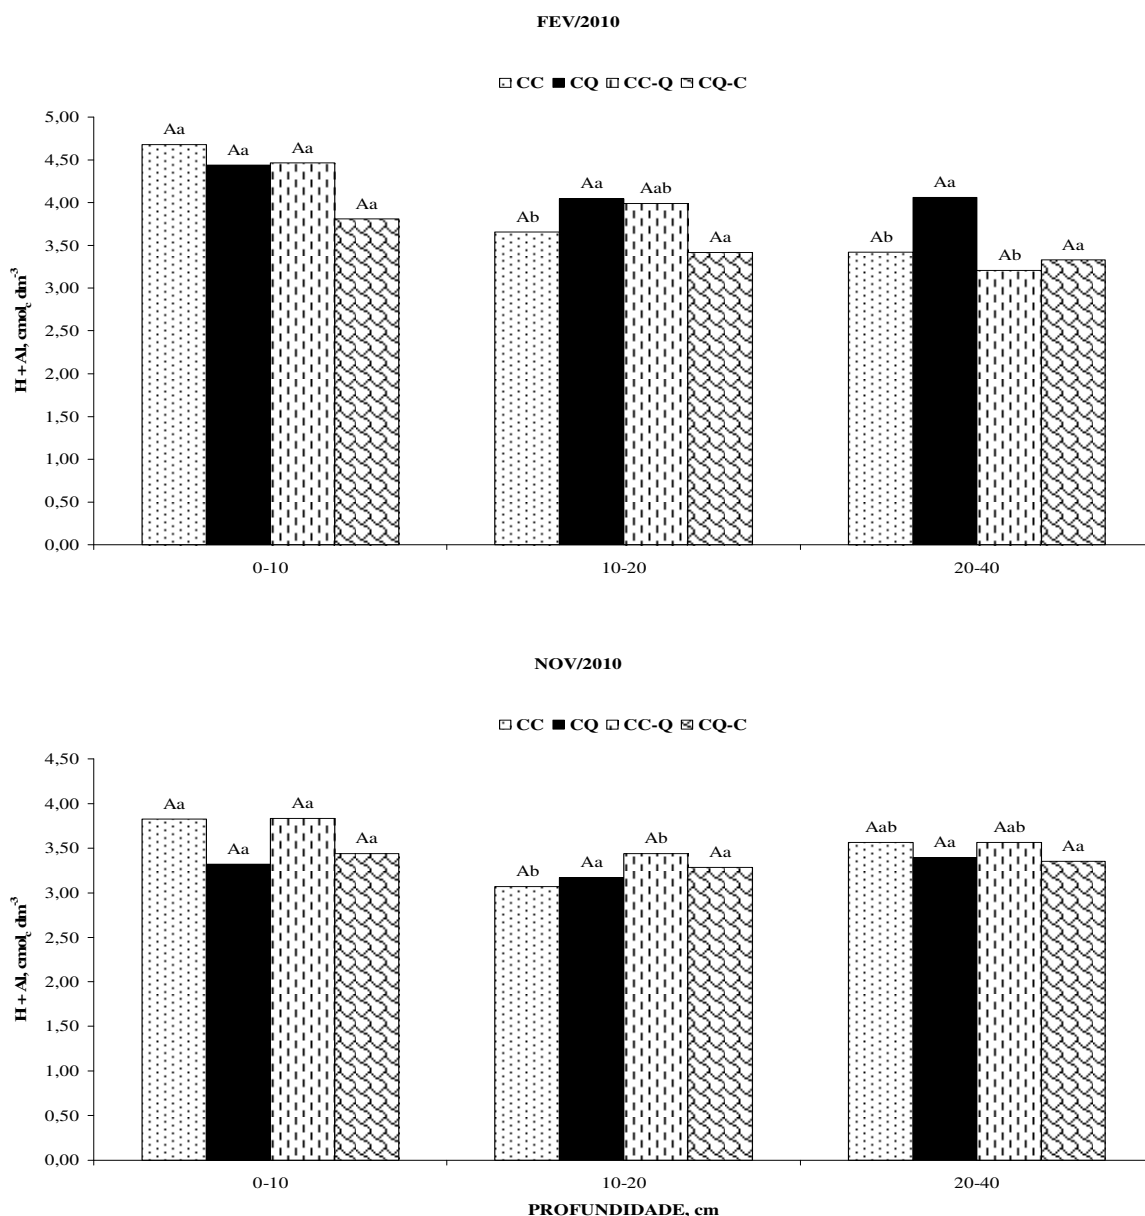 FEV/2010
CC CQ CC-Q CQ-C
5,00
4,50
4,00
3,50
3,00
2,50
2,00
1,50
1,00
0,50
0,00
H + Al, cmolc dm-3
Aa Aa Aa Aa
Ab Aa Aab Aa
Ab Aa Ab Aa
0-10 10-20 20-40
NOV/2010
CC CQ CC-Q CQ-C
4,50
4,00
3,50
3,00
2,50
2,00
1,50
1,00
0,50
0,00
H + Al, cmolc dm-3
Aa Aa Aa Aa
Ab Aa Ab Aa
Aab Aa Aab Aa
0-10 10-20 20-40
PROFUNDIDADE, cm